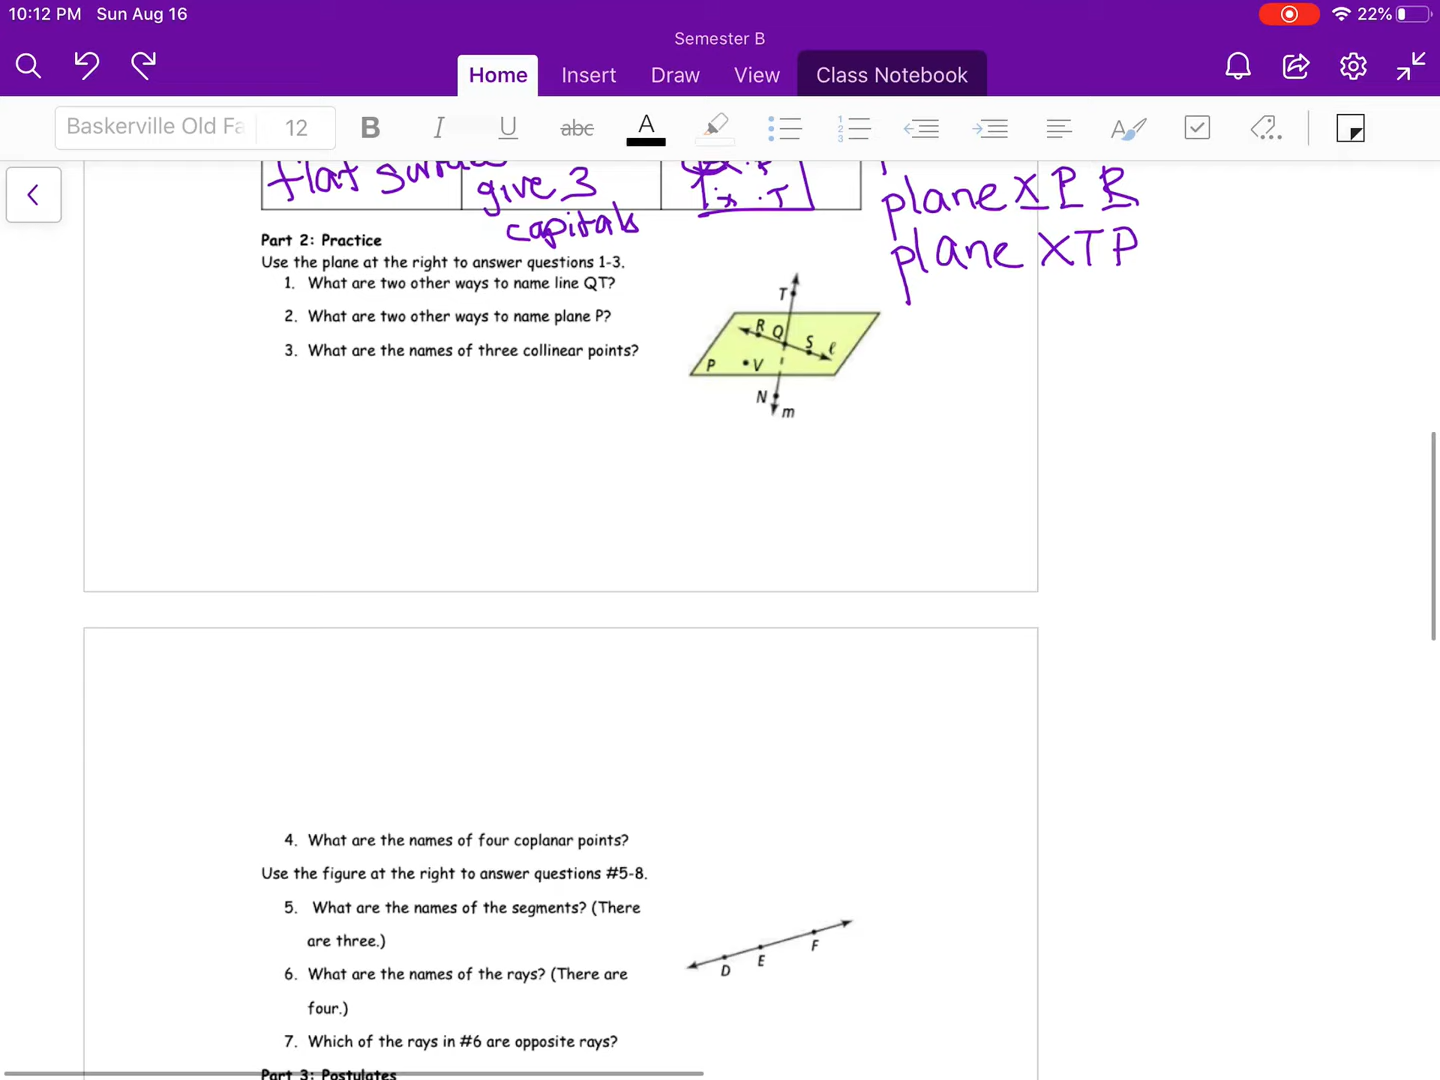 10:12 PM Sun Aug 16
22%
Semester B
Home Insert Draw View Class Notebook
Baskerville Old Fa 12 B I U abc A
flat
give 3
capitals
x . T
plane X P R
plane XTP
Part 2: Practice
Use the plane at the right to answer questions 1-3.
1. What are two other ways to name line QT?
2. What are two other ways to name plane P?
3. What are the names of three collinear points?
T
R Q S ℓ
P V
N
m
4. What are the names of four coplanar points?
Use the figure at the right to answer questions #5-8.
5. What are the names of the segments? (There
are three.)
6. What are the names of the rays? (There are
four.)
7. Which of the rays in #6 are opposite rays?
D E F
Part 3: Postulates